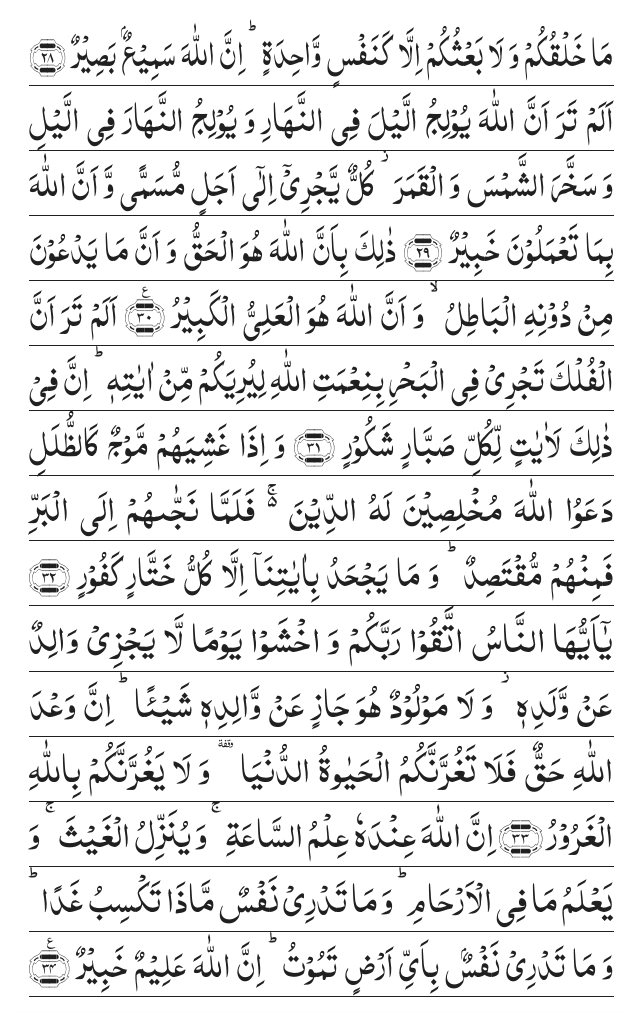 مَا خَلْقُكُمْ وَ لَا بَعْثُكُمْ اِلَّا كَنَفْسٍ وَّاحِدَةٍ ؕ اِنَّ اللّٰهَ سَمِیْعٌۢ بَصِیْرٌ ۝۲۸
اَلَمْ تَرَ اَنَّ اللّٰهَ یُوْلِجُ الَّیْلَ فِی النَّهَارِ وَ یُوْلِجُ النَّهَارَ فِی الَّیْلِ
وَ سَخَّرَ الشَّمْسَ وَ الْقَمَرَ ؗ كُلٌّ یَّجْرِیْۤ اِلٰۤی اَجَلٍ مُّسَمًّی وَّ اَنَّ اللّٰهَ
بِمَا تَعْمَلُوْنَ خَبِیْرٌ ۝۲۹ ذٰلِكَ بِاَنَّ اللّٰهَ هُوَ الْحَقُّ وَ اَنَّ مَا یَدْعُوْنَ
مِنْ دُوْنِهِ الْبَاطِلُ ۙ وَ اَنَّ اللّٰهَ هُوَ الْعَلِیُّ الْكَبِیْرُ ۝۳۰ ع اَلَمْ تَرَ اَنَّ
الْفُلْكَ تَجْرِیْ فِی الْبَحْرِ بِنِعْمَتِ اللّٰهِ لِیُرِیَكُمْ مِّنْ اٰیٰتِهٖ ؕ اِنَّ فِیْ
ذٰلِكَ لَاٰیٰتٍ لِّكُلِّ صَبَّارٍ شَكُوْرٍ ۝۳۱ وَ اِذَا غَشِیَهُمْ مَّوْجٌ كَالظُّلَلِ
دَعَوُا اللّٰهَ مُخْلِصِیْنَ لَهُ الدِّیْنَ ۚ۬ فَلَمَّا نَجّٰىهُمْ اِلَی الْبَرِّ
فَمِنْهُمْ مُّقْتَصِدٌ ؕ وَ مَا یَجْحَدُ بِاٰیٰتِنَاۤ اِلَّا كُلُّ خَتَّارٍ كَفُوْرٍ ۝۳۲
یٰۤاَیُّهَا النَّاسُ اتَّقُوْا رَبَّكُمْ وَ اخْشَوْا یَوْمًا لَّا یَجْزِیْ وَالِدٌ
عَنْ وَّلَدِهٖ ؗ وَ لَا مَوْلُوْدٌ هُوَ جَازٍ عَنْ وَّالِدِهٖ شَیْـًٔا ؕ اِنَّ وَعْدَ
اللّٰهِ حَقٌّ فَلَا تَغُرَّنَّكُمُ الْحَیٰوةُ الدُّنْیَا ۥ وقفة وَ لَا یَغُرَّنَّكُمْ بِاللّٰهِ
الْغَرُوْرُ ۝۳۳ اِنَّ اللّٰهَ عِنْدَهٗ عِلْمُ السَّاعَةِ ۚ وَ یُنَزِّلُ الْغَیْثَ ۚ وَ
یَعْلَمُ مَا فِی الْاَرْحَامِ ؕ وَ مَا تَدْرِیْ نَفْسٌ مَّاذَا تَكْسِبُ غَدًا ؕ
وَ مَا تَدْرِیْ نَفْسٌۢ بِاَیِّ اَرْضٍ تَمُوْتُ ؕ اِنَّ اللّٰهَ عَلِیْمٌ خَبِیْرٌ ۝۳۴ ع